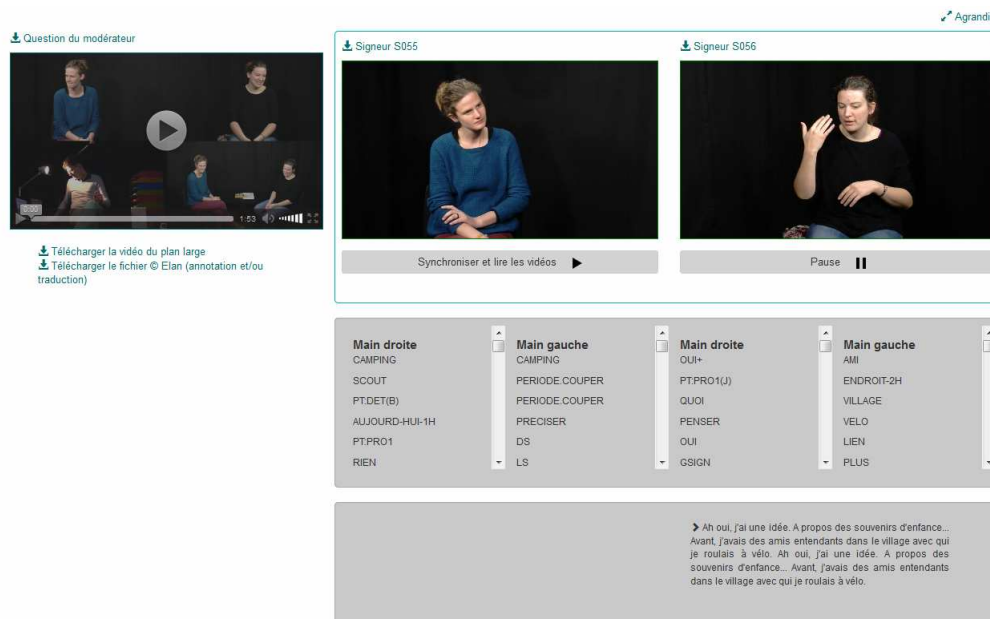 Agrandi
Question du modérateur
Signeur S055
Signeur S056
0:00
1:53
Télécharger la vidéo du plan large
Télécharger le fichier © Elan (annotation et/ou
traduction)
Synchroniser et lire les vidéos
Pause
Main droite
CAMPING
SCOUT
PT:DET(B)
AUJOURD-HUI-1H
PT:PRO1
RIEN
Main gauche
CAMPING
PERIODE.COUPER
PERIODE.COUPER
PRECISER
DS
LS
Main droite
OUI+
PT:PRO1(J)
QUOI
PENSER
OUI
GSIGN
Main gauche
AMI
ENDROIT-2H
VILLAGE
VELO
LIEN
PLUS
Ah oui, j'ai une idée. A propos des souvenirs d'enfance...
Avant, j'avais des amis entendants dans le village avec qui
je roulais à vélo. Ah oui, j'ai une idée. A propos des
souvenirs d'enfance... Avant, j'avais des amis entendants
dans le village avec qui je roulais à vélo.